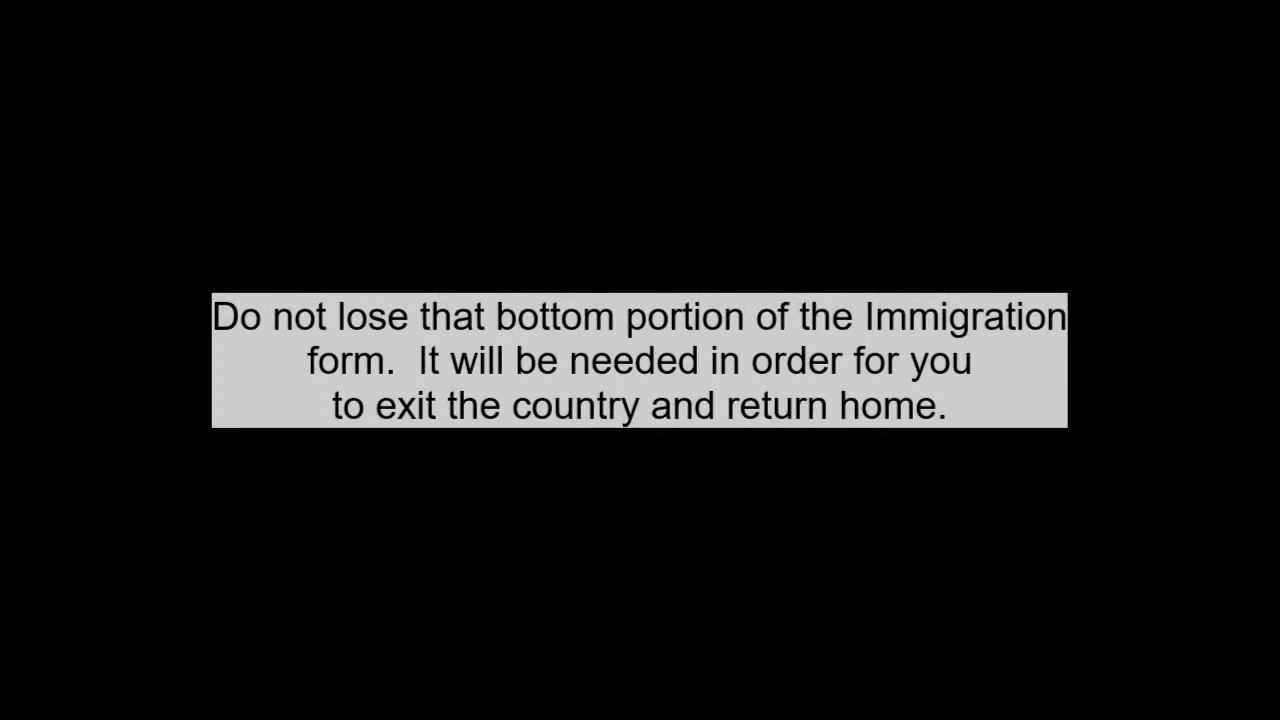 Do not lose that bottom portion of the Immigration
form.  It will be needed in order for you
to exit the country and return home.